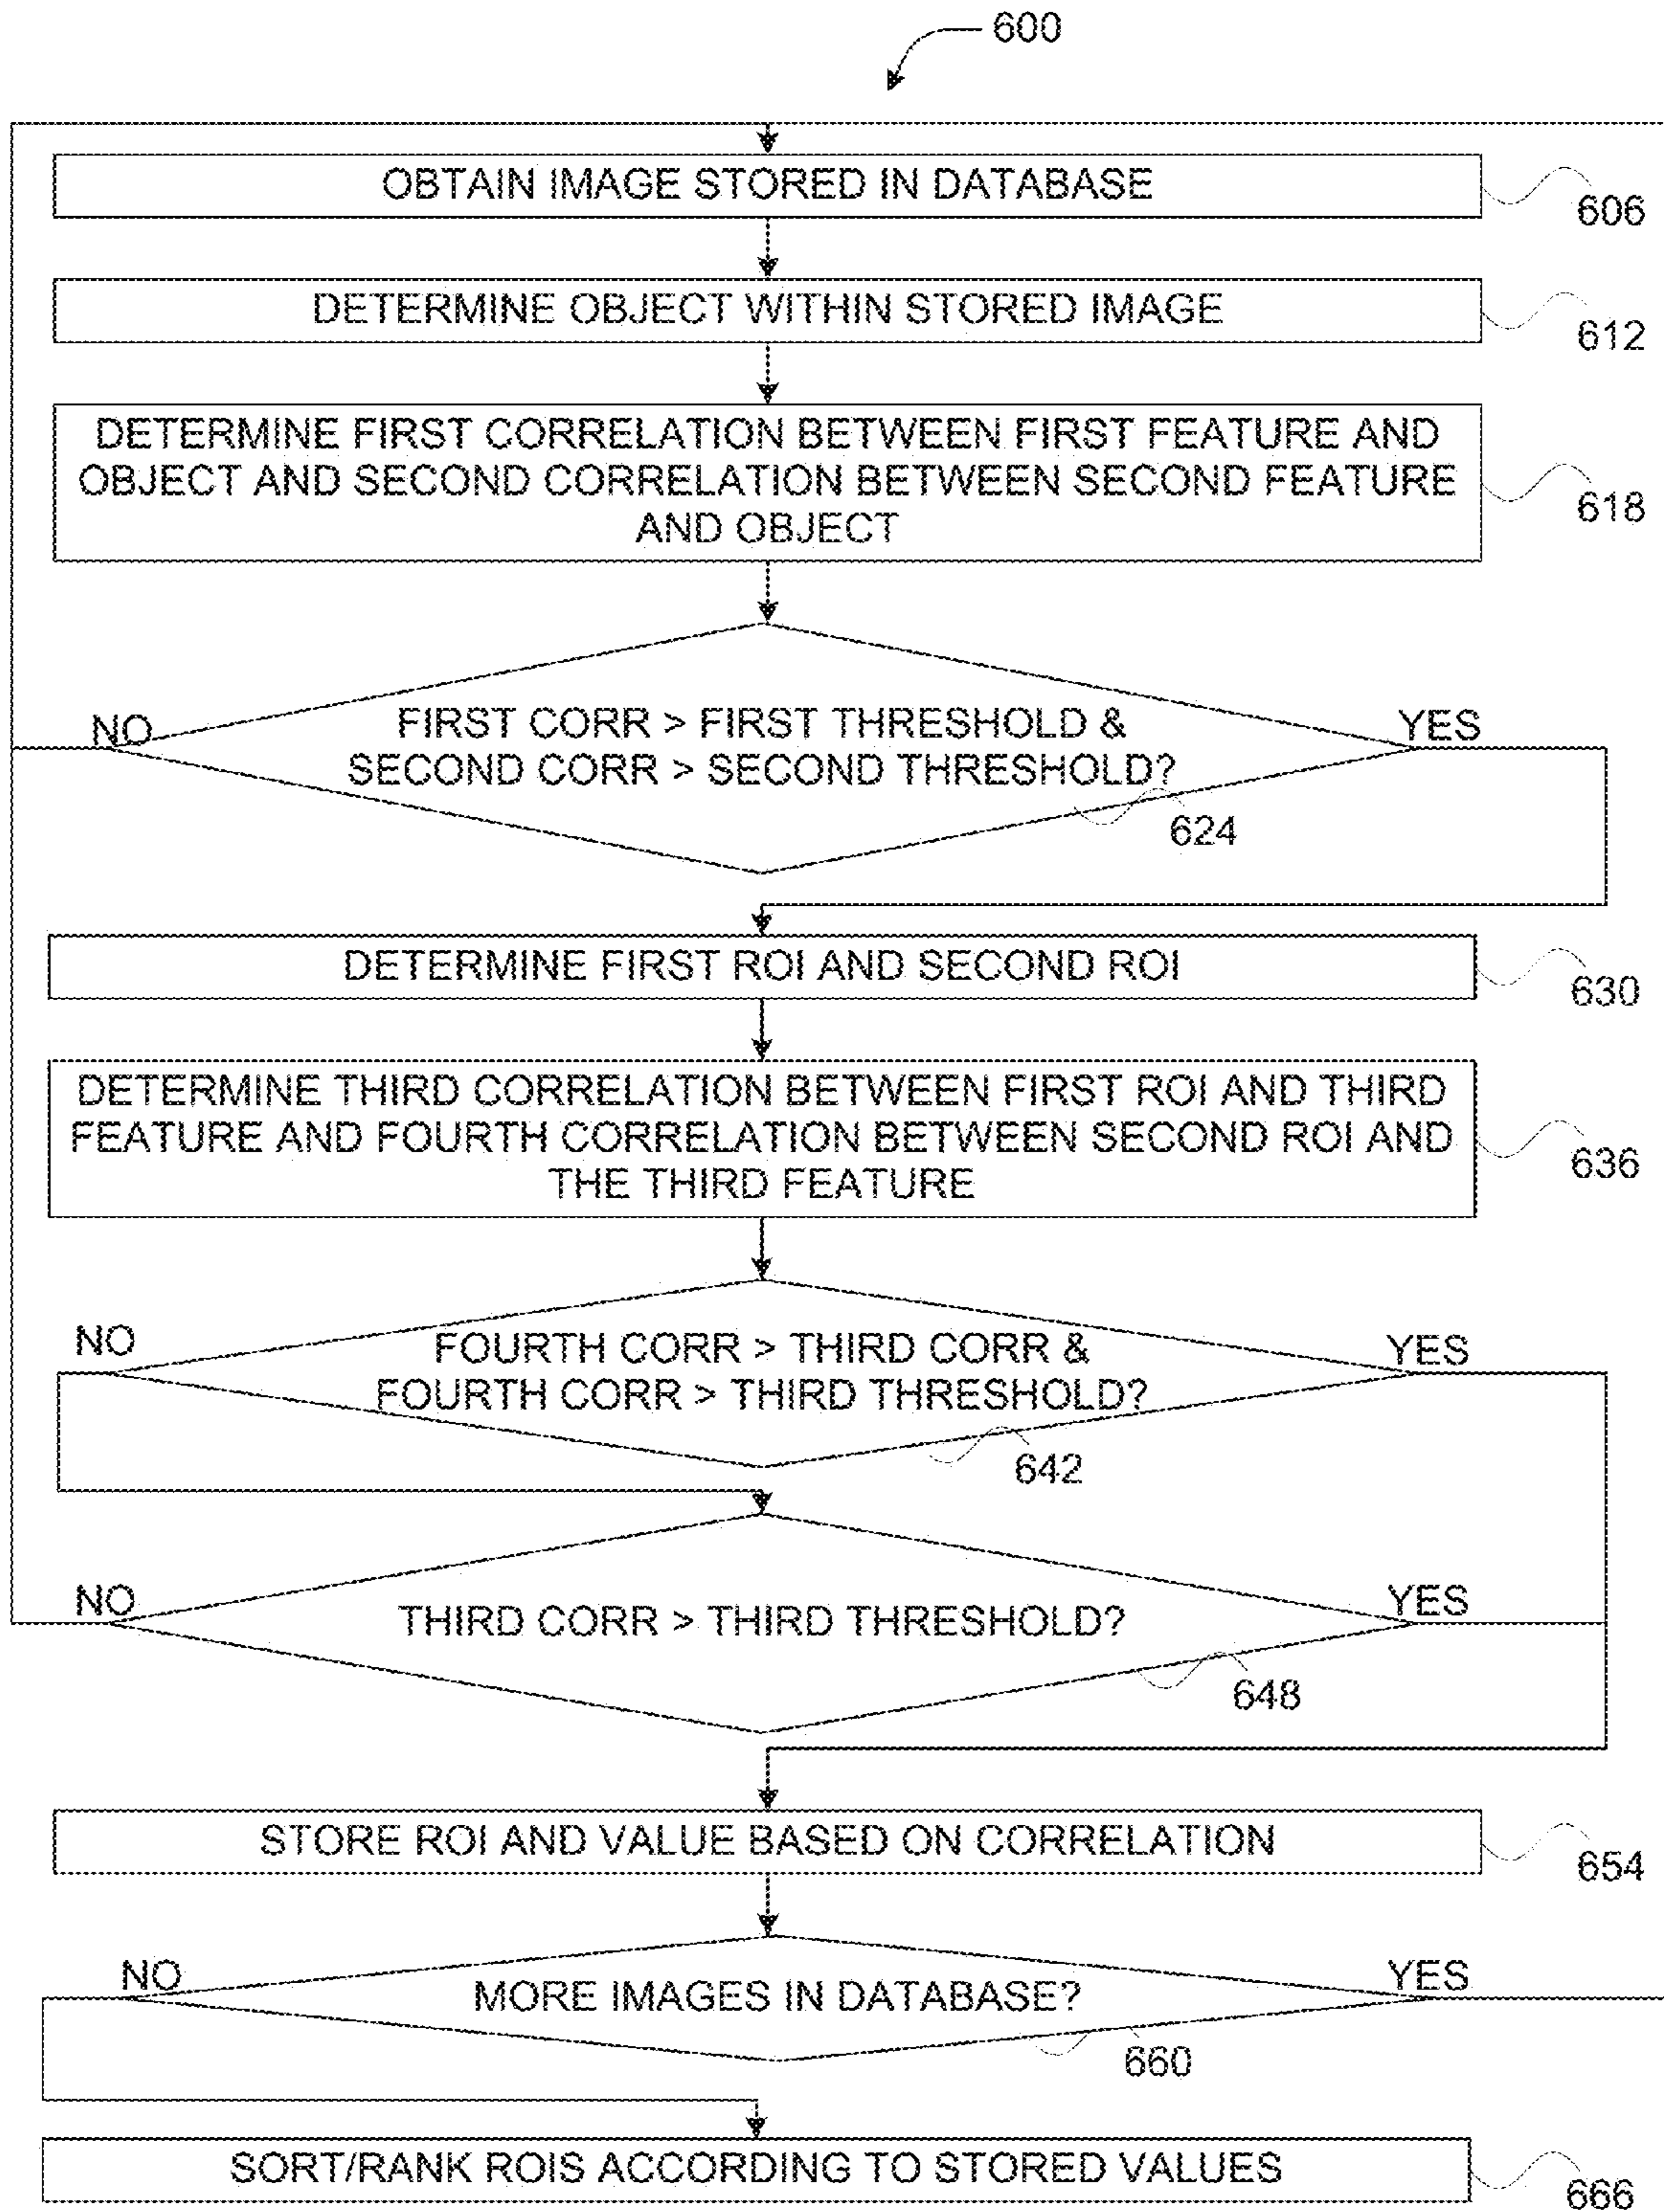 600
OBTAIN IMAGE STORED IN DATABASE
606
DETERMINE OBJECT WITHIN STORED IMAGE
612
DETERMINE FIRST CORRELATION BETWEEN FIRST FEATURE AND
OBJECT AND SECOND CORRELATION BETWEEN SECOND FEATURE
AND OBJECT
618
NO
FIRST CORR > FIRST THRESHOLD &
SECOND CORR > SECOND THRESHOLD?
YES
624
DETERMINE FIRST ROI AND SECOND ROI
630
DETERMINE THIRD CORRELATION BETWEEN FIRST ROI AND THIRD
FEATURE AND FOURTH CORRELATION BETWEEN SECOND ROI AND
THE THIRD FEATURE
636
NO
FOURTH CORR > THIRD CORR &
FOURTH CORR > THIRD THRESHOLD?
YES
642
NO
THIRD CORR > THIRD THRESHOLD?
YES
648
STORE ROI AND VALUE BASED ON CORRELATION
654
NO
MORE IMAGES IN DATABASE?
YES
660
SORT/RANK ROIS ACCORDING TO STORED VALUES
666